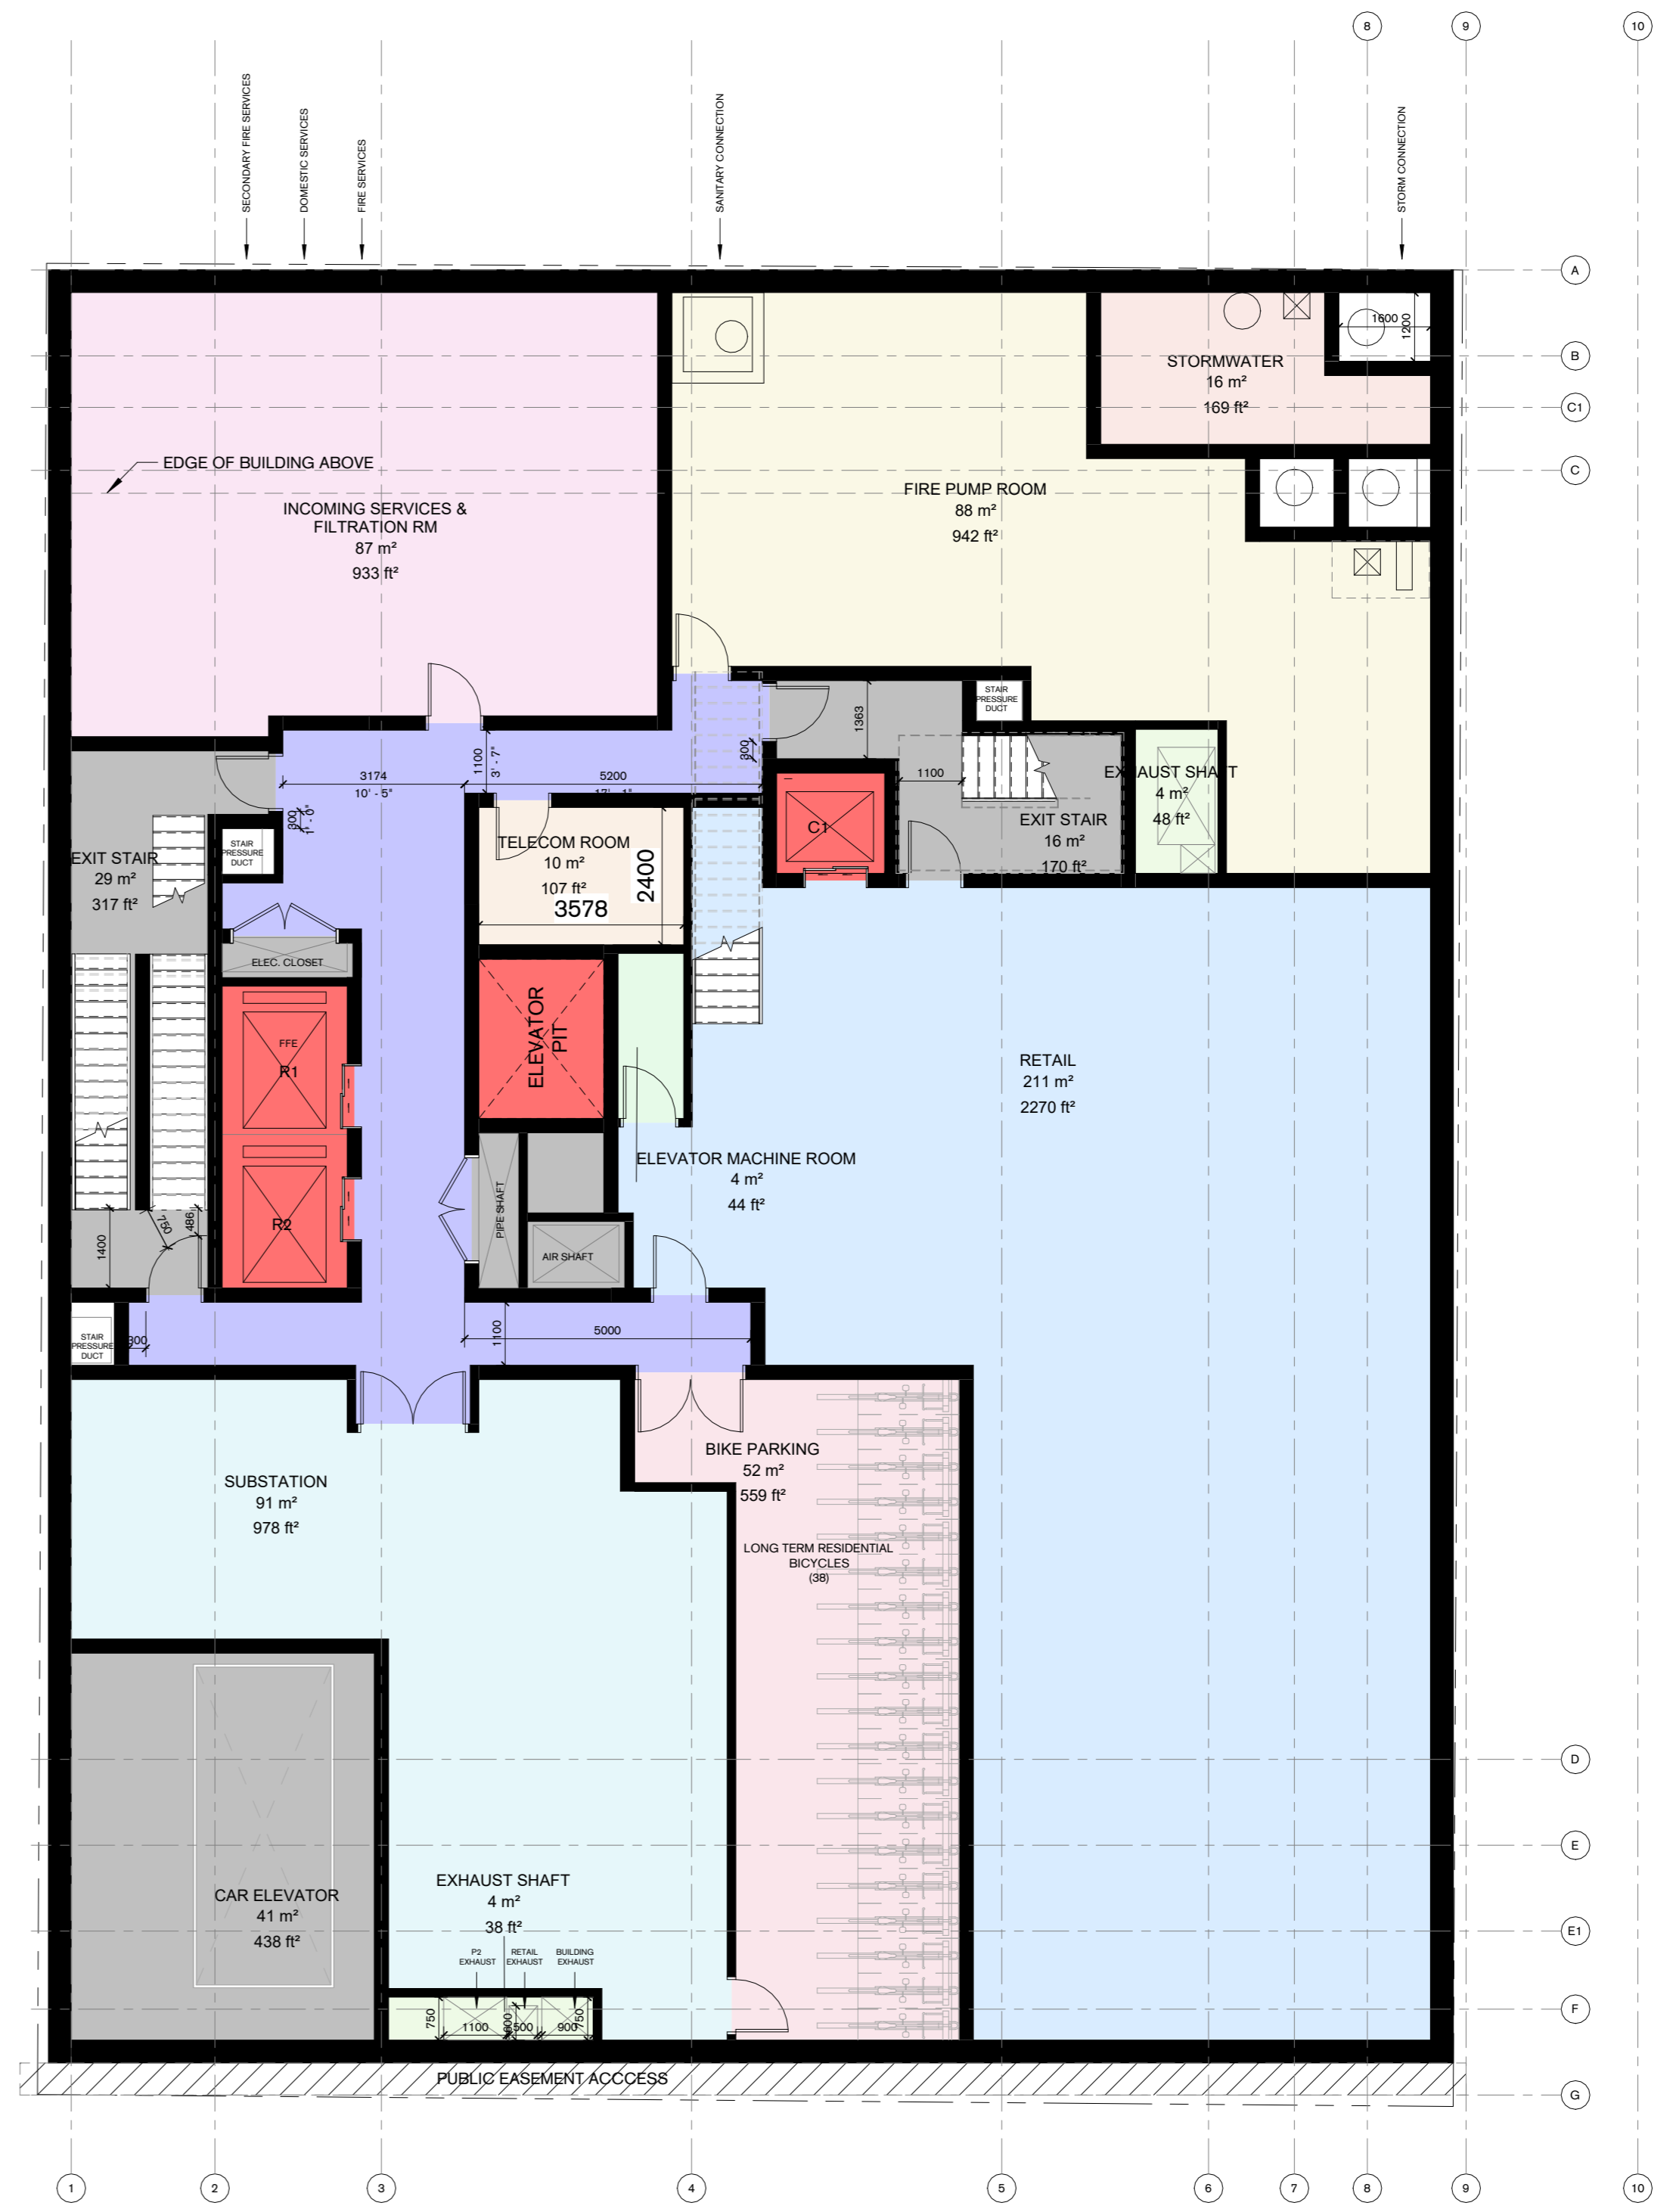 8
9
10
SECONDARY FIRE SERVICES
DOMESTIC SERVICES
FIRE SERVICES
SANITARY CONNECTION
STORM CONNECTION
A
B
C1
C
1600
1200
STORMWATER
16 m²
169 ft²
EDGE OF BUILDING ABOVE
INCOMING SERVICES &
FILTRATION RM
87 m²
933 ft²
FIRE PUMP ROOM
88 m²
942 ft²
STAIR
PRESSURE
DUCT
1363
300
1100
3' - 7"
3174
10' - 5"
5200
17' - 1"
1100
EXHAUST SHAFT
4 m²
48 ft²
300
1' - 0"
C1
EXIT STAIR
16 m²
170 ft²
TELECOM ROOM
10 m²
107 ft²
3578
2400
STAIR
PRESSURE
DUCT
EXIT STAIR
29 m²
317 ft²
ELEC. CLOSET
ELEVATOR
PIT
FFE
R1
RETAIL
211 m²
2270 ft²
ELEVATOR MACHINE ROOM
4 m²
44 ft²
R2
PIPE SHAFT
AIR SHAFT
750
486
1400
STAIR
PRESSURE
DUCT
300
1100
5000
BIKE PARKING
52 m²
559 ft²
SUBSTATION
91 m²
978 ft²
LONG TERM RESIDENTIAL
BICYCLES
(38)
D
E
EXHAUST SHAFT
4 m²
38 ft²
CAR ELEVATOR
41 m²
438 ft²
E1
P2
EXHAUST
RETAIL
EXHAUST
BUILDING
EXHAUST
F
750
1100
500
900
750
PUBLIC EASEMENT ACCCESS
G
1
2
3
4
5
6
7
8
9
10